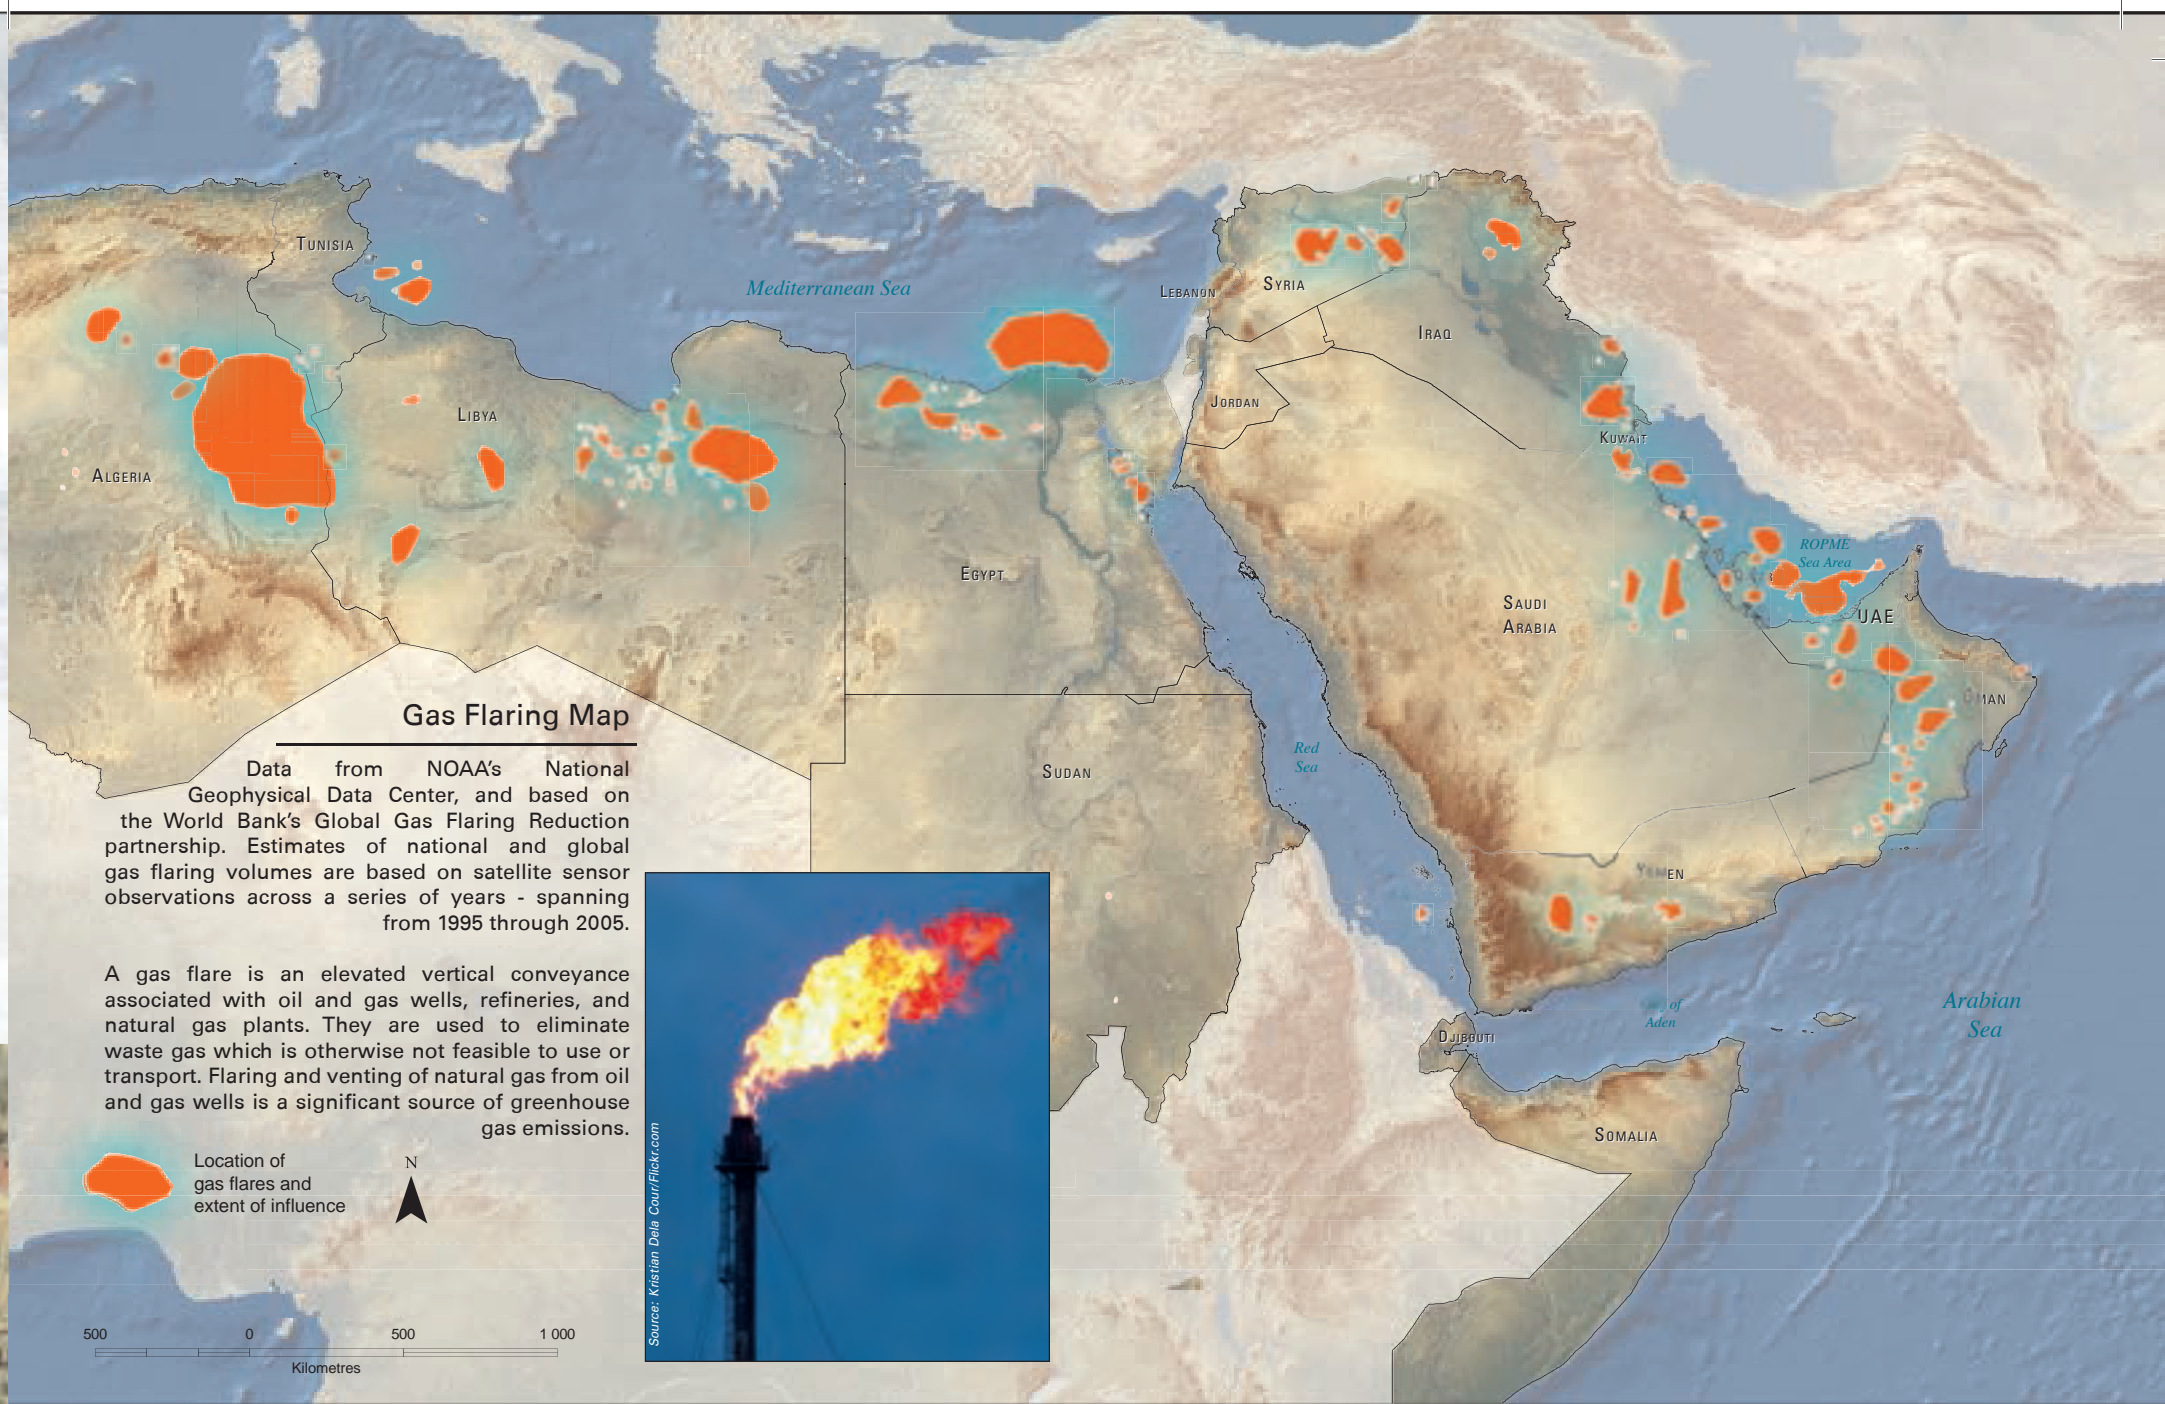 Tunisia
Mediterranean Sea
Lebanon
Syria
Iraq
Jordan
Libya
Algeria
Kuwait
Egypt
ROPME
Sea Area
Saudi
Arabia
UAE
Oman
Red
Sea
Sudan
Yemen
Gas Flaring Map
Data from NOAA's National
Geophysical Data Center, and based on
the World Bank's Global Gas Flaring Reduction
partnership. Estimates of national and global
gas flaring volumes are based on satellite sensor
observations across a series of years - spanning
from 1995 through 2005.
A gas flare is an elevated vertical conveyance
associated with oil and gas wells, refineries, and
natural gas plants. They are used to eliminate
waste gas which is otherwise not feasible to use or
transport. Flaring and venting of natural gas from oil
and gas wells is a significant source of greenhouse
gas emissions.
Location of
gas flares and
extent of influence
N
500 0 500 1 000
Kilometres
Source: Kristian Dela Cour/Flickr.com
of
Aden
Arabian
Sea
Djibouti
Somalia